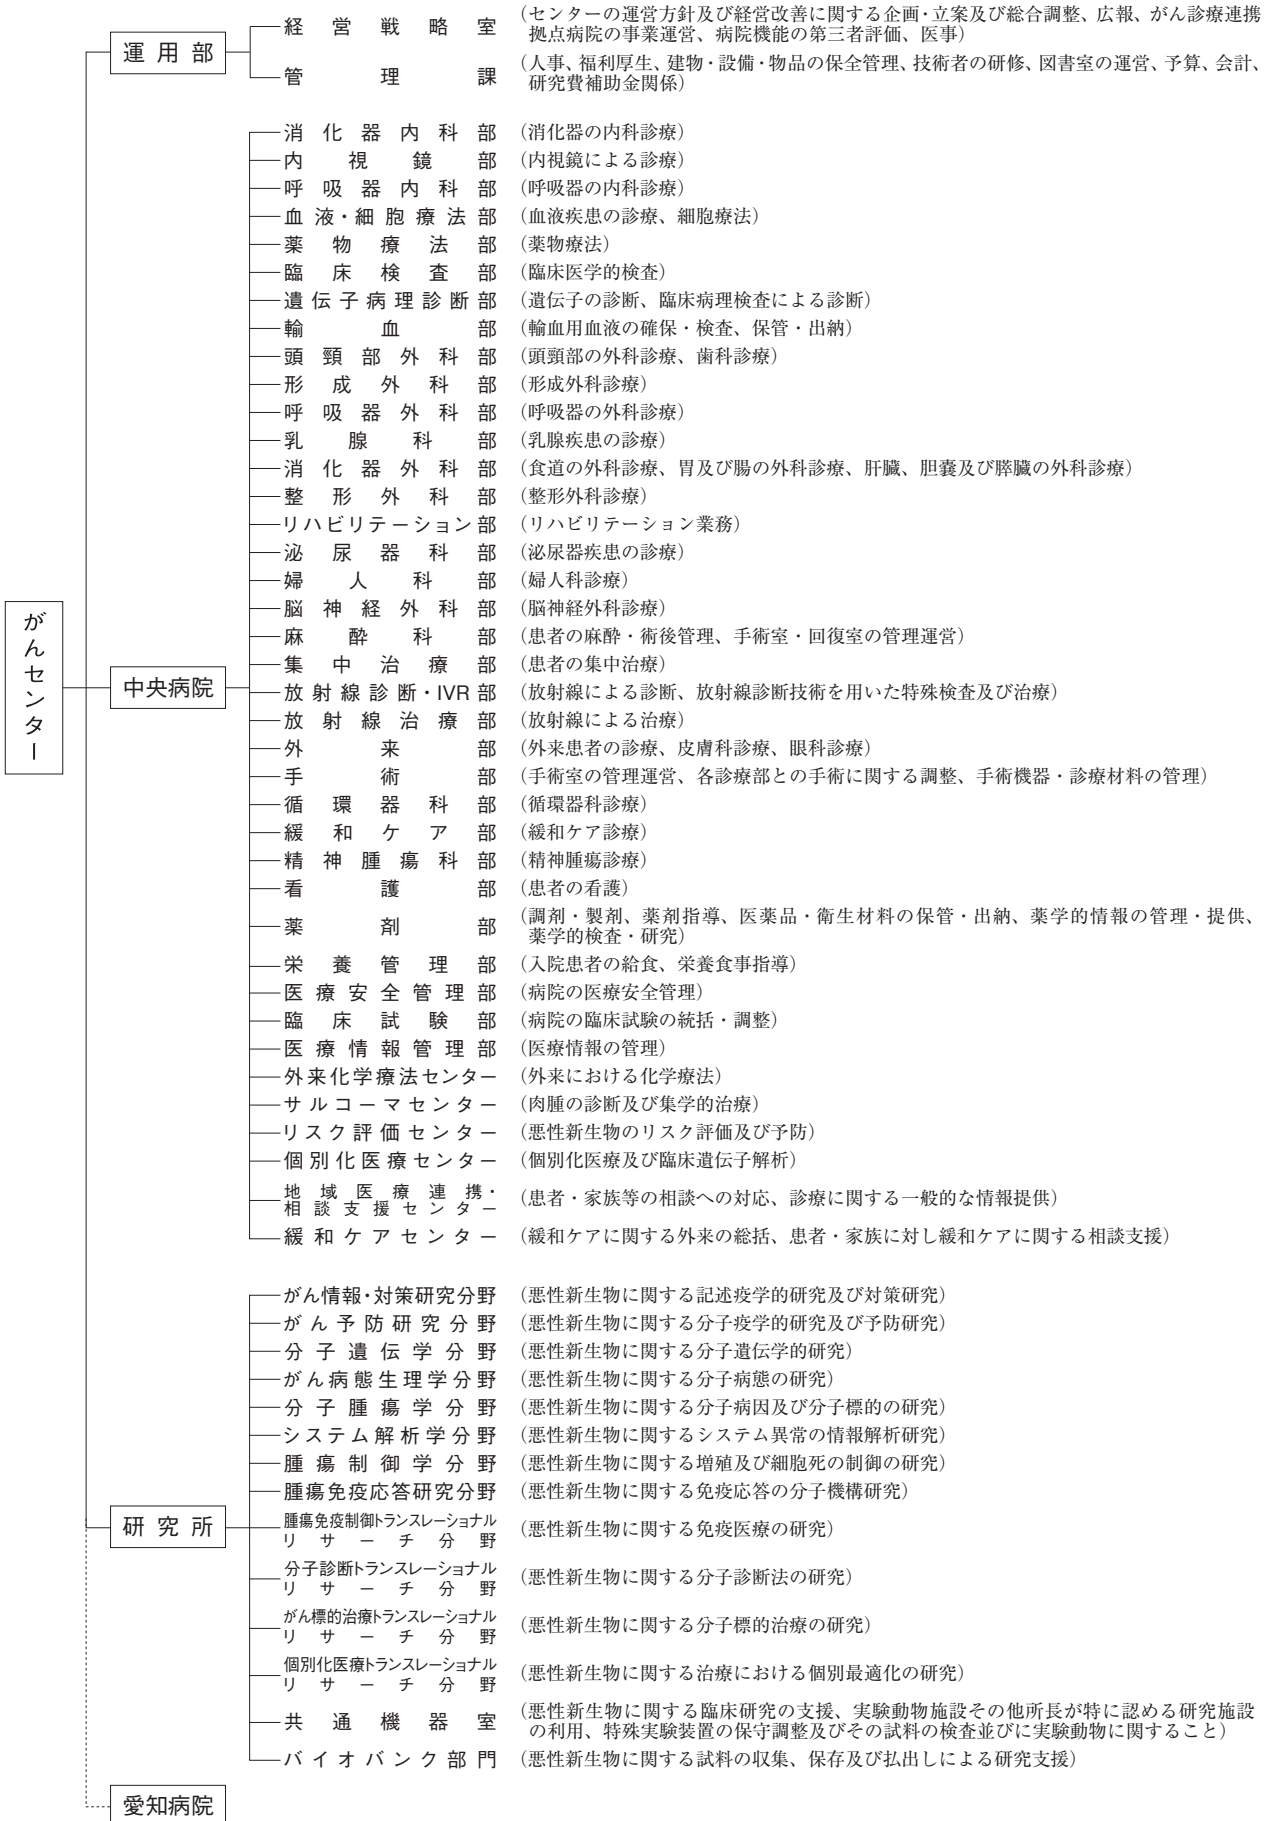 がんセンター
運用部
経営戦略室 （センターの運営方針及び経営改善に関する企画・立案及び総合調整、広報、がん診療連携
拠点病院の事業運営、病院機能の第三者評価、医事）
管理課 （人事、福利厚生、建物・設備・物品の保全管理、技術者の研修、図書室の運営、予算、会計、
研究費補助金関係）
中央病院
消化器内科部 （消化器の内科診療）
内視鏡部 （内視鏡による診療）
呼吸器内科部 （呼吸器の内科診療）
血液・細胞療法部 （血液疾患の診療、細胞療法）
薬物療法部 （薬物療法）
臨床検査部 （臨床医学的検査）
遺伝子病理診断部 （遺伝子の診断、臨床病理検査による診断）
輸血部 （輸血用血液の確保・検査、保管・出納）
頭頸部外科部 （頭頸部の外科診療、歯科診療）
形成外科部 （形成外科診療）
呼吸器外科部 （呼吸器の外科診療）
乳腺科部 （乳腺疾患の診療）
消化器外科部 （食道の外科診療、胃及び腸の外科診療、肝臓、胆嚢及び膵臓の外科診療）
整形外科部 （整形外科診療）
リハビリテーション部 （リハビリテーション業務）
泌尿器科部 （泌尿器疾患の診療）
婦人科部 （婦人科診療）
脳神経外科部 （脳神経外科診療）
麻酔科部 （患者の麻酔・術後管理、手術室・回復室の管理運営）
集中治療部 （患者の集中治療）
放射線診断・IVR部 （放射線による診断、放射線診断技術を用いた特殊検査及び治療）
放射線治療部 （放射線による治療）
外来部 （外来患者の診療、皮膚科診療、眼科診療）
手術部 （手術室の管理運営、各診療部との手術に関する調整、手術機器・診療材料の管理）
循環器科部 （循環器科診療）
緩和ケア部 （緩和ケア診療）
精神腫瘍科部 （精神腫瘍診療）
看護部 （患者の看護）
薬剤部 （調剤・製剤、薬剤指導、医薬品・衛生材料の保管・出納、薬学的情報の管理・提供、
薬学的検査・研究）
栄養管理部 （入院患者の給食、栄養食事指導）
医療安全管理部 （病院の医療安全管理）
臨床試験部 （病院の臨床試験の統括・調整）
医療情報管理部 （医療情報の管理）
外来化学療法センター （外来における化学療法）
サルコーマセンター （肉腫の診断及び集学的治療）
リスク評価センター （悪性新生物のリスク評価及び予防）
個別化医療センター （個別化医療及び臨床遺伝子解析）
地域医療連携・
相談支援センター （患者・家族等の相談への対応、診療に関する一般的な情報提供）
緩和ケアセンター （緩和ケアに関する外来の総括、患者・家族に対し緩和ケアに関する相談支援）
研究所
がん情報・対策研究分野 （悪性新生物に関する記述疫学的研究及び対策研究）
がん予防研究分野 （悪性新生物に関する分子疫学的研究及び予防研究）
分子遺伝学分野 （悪性新生物に関する分子遺伝学的研究）
がん病態生理学分野 （悪性新生物に関する分子病態の研究）
分子腫瘍学分野 （悪性新生物に関する分子病因及び分子標的の研究）
システム解析学分野 （悪性新生物に関するシステム異常の情報解析研究）
腫瘍制御学分野 （悪性新生物に関する増殖及び細胞死の制御の研究）
腫瘍免疫応答研究分野 （悪性新生物に関する免疫応答の分子機構研究）
腫瘍免疫制御トランスレーショナル
リサーチ分野 （悪性新生物に関する免疫医療の研究）
分子診断トランスレーショナル
リサーチ分野 （悪性新生物に関する分子診断法の研究）
がん標的治療トランスレーショナル
リサーチ分野 （悪性新生物に関する分子標的治療の研究）
個別化医療トランスレーショナル
リサーチ分野 （悪性新生物に関する治療における個別最適化の研究）
共通機器室 （悪性新生物に関する臨床研究の支援、実験動物施設その他所長が特に認める研究施設
の利用、特殊実験装置の保守調整及びその試料の検査並びに実験動物に関すること）
バイオバンク部門 （悪性新生物に関する試料の収集、保存及び払出しによる研究支援）
愛知病院